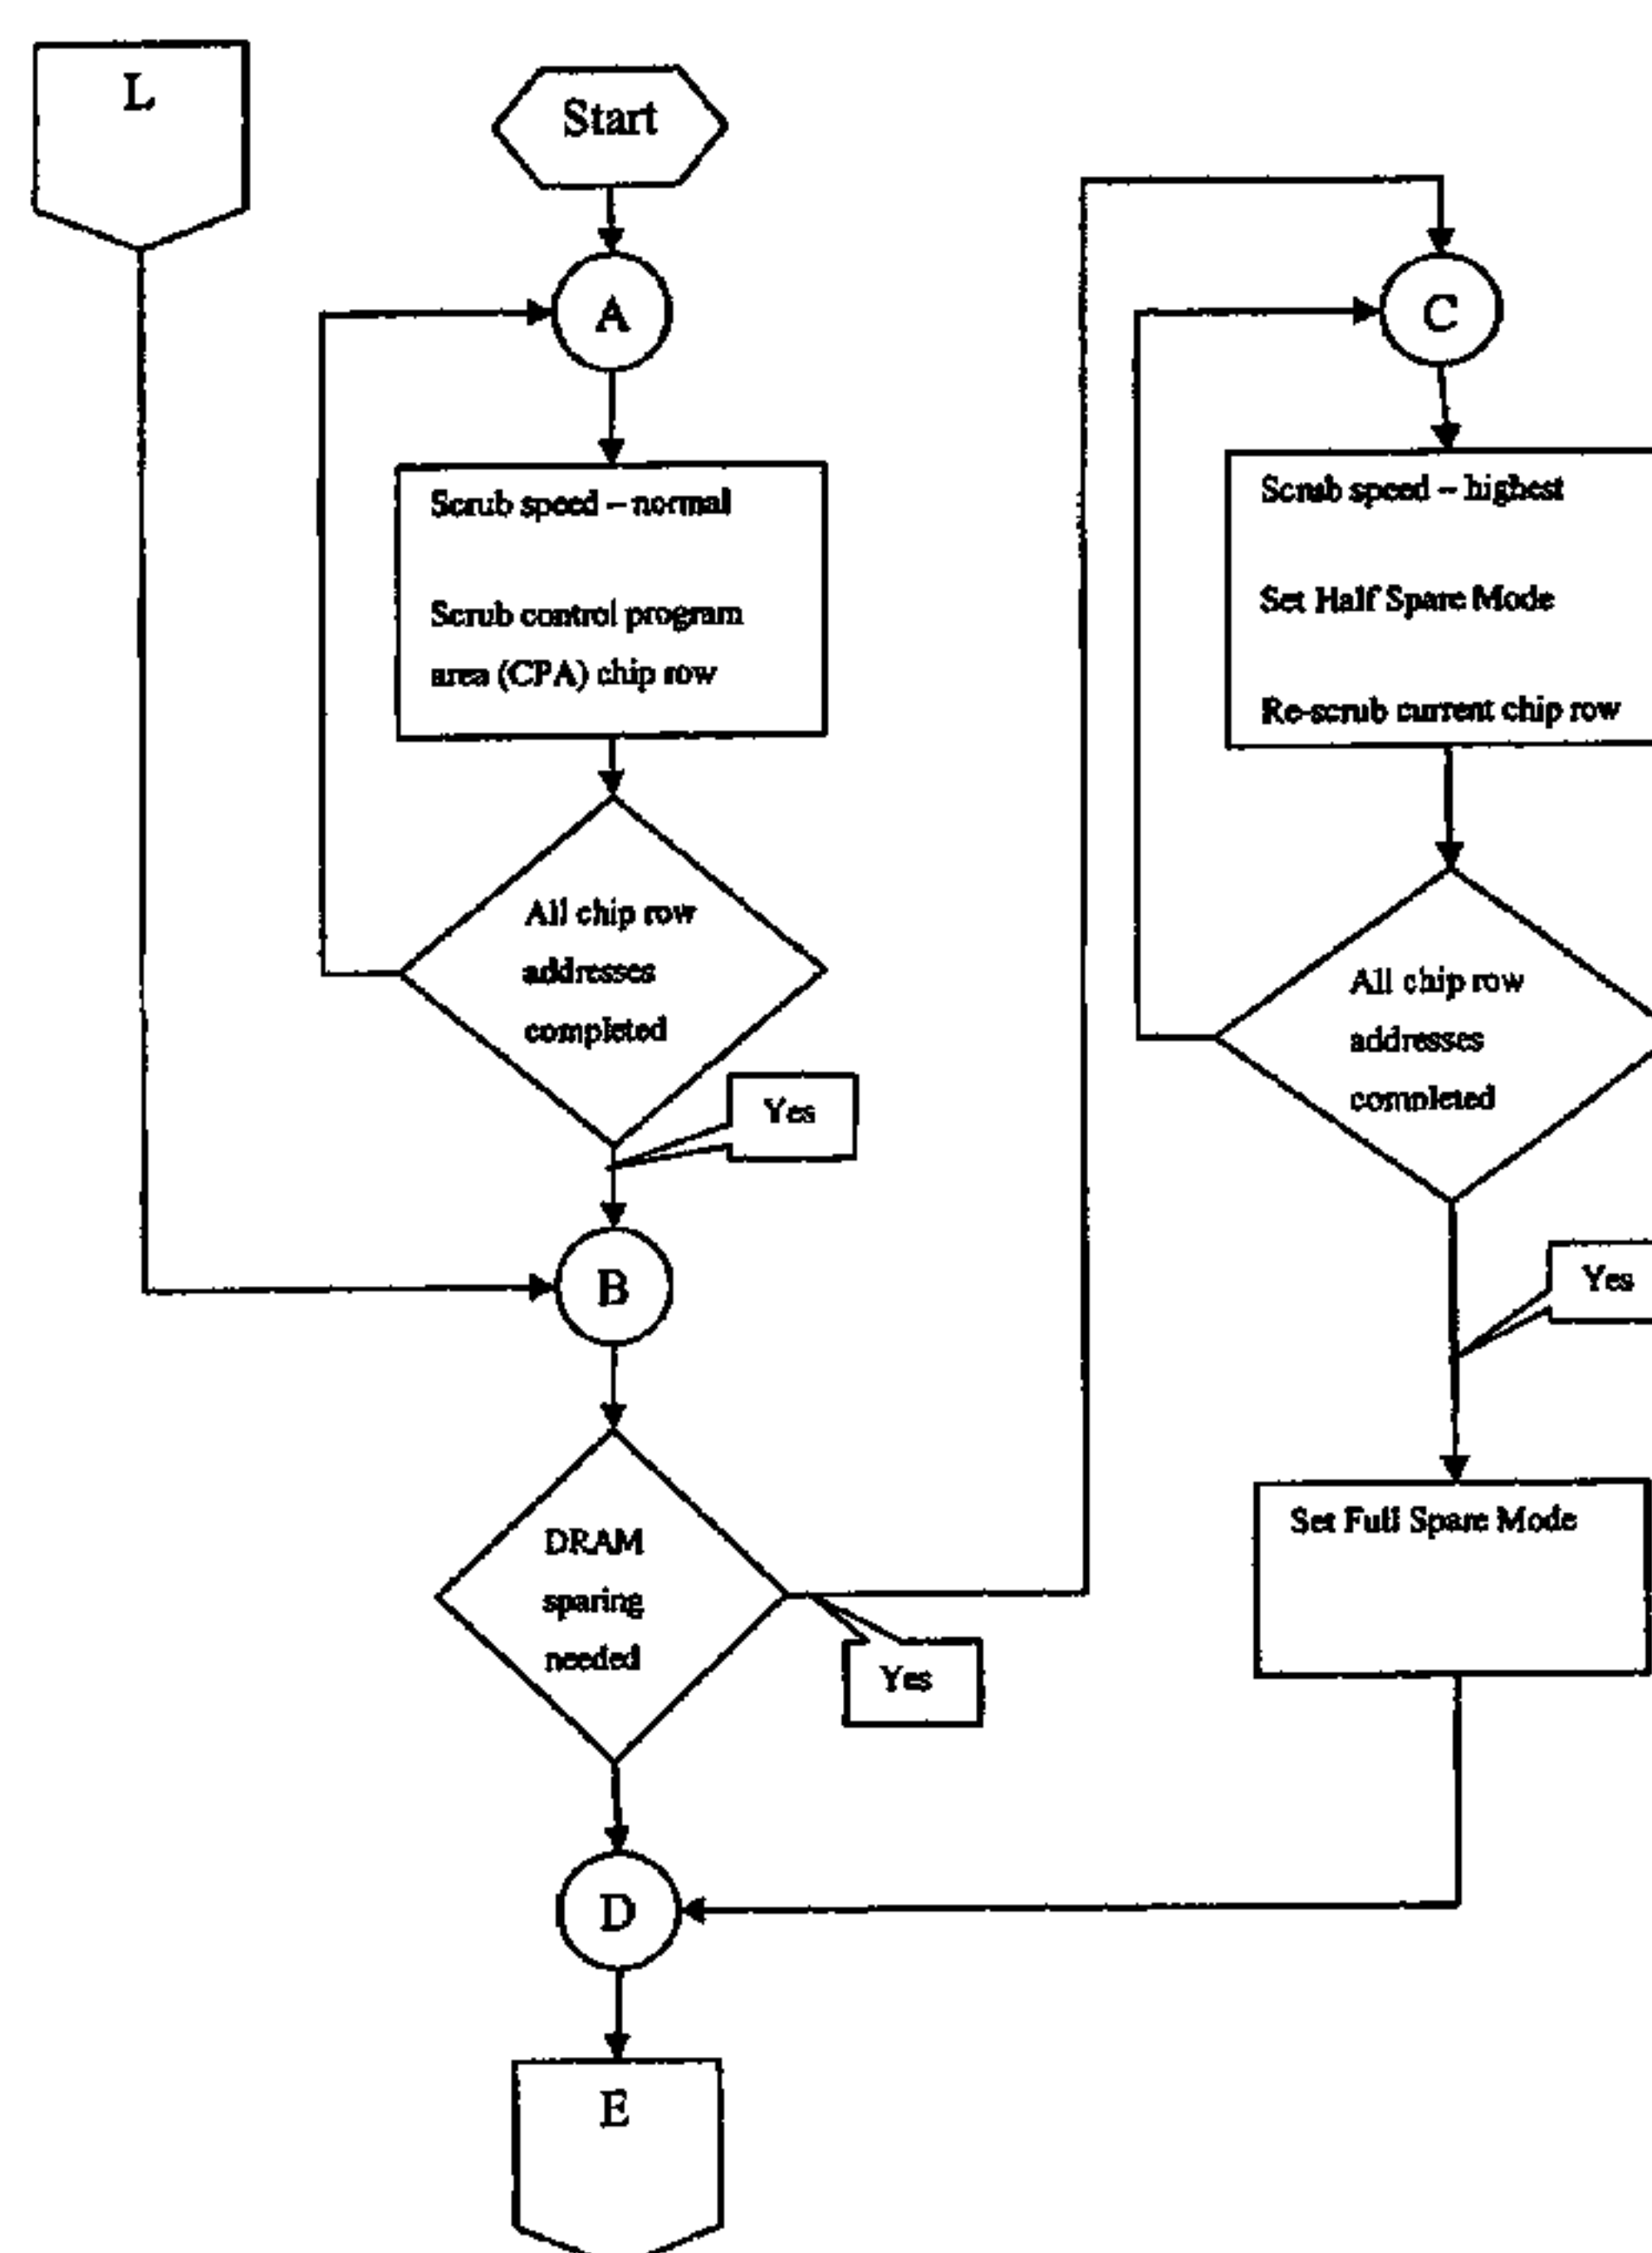 L
Start
A
Scrub speed – normal
Scrub control program
area (CPA) chip row
All chip row
addresses
completed
Yes
B
DRAM
sparing
needed
Yes
D
E
C
Scrub speed – highest
Set Half Spare Mode
Re-scrub current chip row
All chip row
addresses
completed
Yes
Set Full Spare Mode